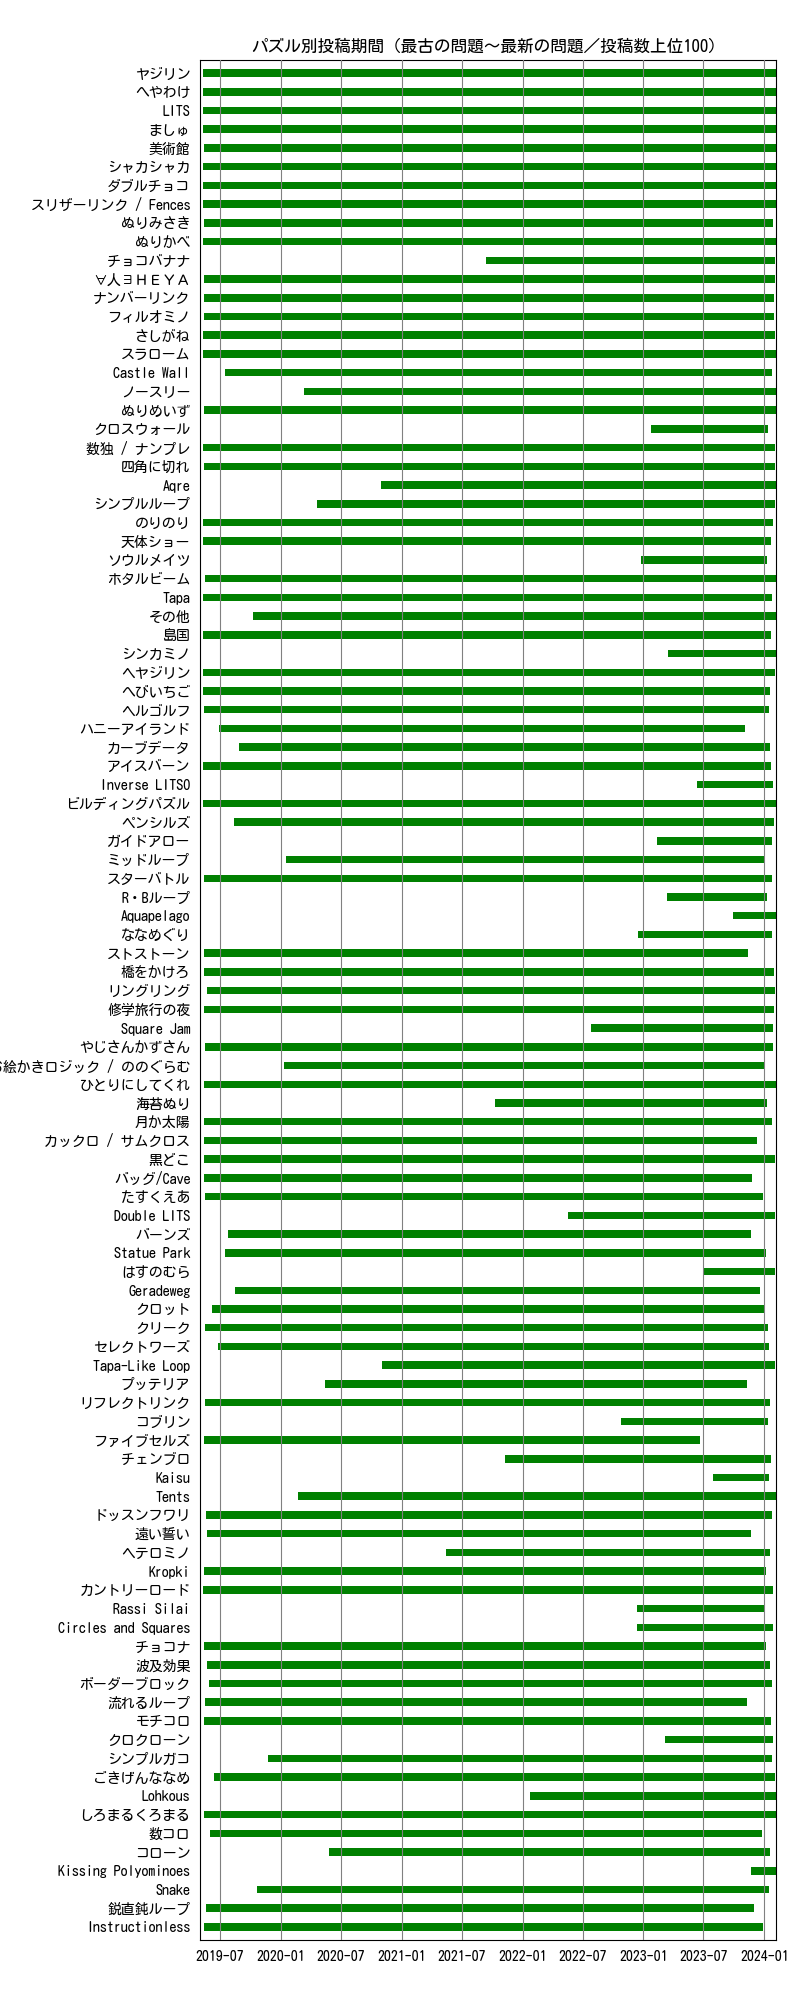 パズル別投稿期間（最古の問題～最新の問題／投稿数上位100）
ヤジリン
へやわけ
LITS
ましゅ
美術館
シャカシャカ
ダブルチョコ
スリザーリンク / Fences
ぬりみさき
ぬりかべ
チョコバナナ
∀人∃ＨＥＹＡ
ナンバーリンク
フィルオミノ
さしがね
スラローム
Castle Wall
ノースリー
ぬりめいず
クロスウォール
数独 / ナンプレ
四角に切れ
Aqre
シンプルループ
のりのり
天体ショー
ソウルメイツ
ホタルビーム
Tapa
その他
島国
シンカミノ
ヘヤジリン
へびいちご
ヘルゴルフ
ハニーアイランド
カーブデータ
アイスバーン
Inverse LITSO
ビルディングパズル
ペンシルズ
ガイドアロー
ミッドループ
スターバトル
R・Bループ
Aquapelago
ななめぐり
ストストーン
橋をかけろ
リングリング
修学旅行の夜
Square Jam
やじさんかずさん
絵かきロジック / ののぐらむ
ひとりにしてくれ
海苔ぬり
月か太陽
カックロ / サムクロス
黒どこ
バッグ/Cave
たすくえあ
Double LITS
バーンズ
Statue Park
はすのむら
Geradeweg
クロット
クリーク
セレクトワーズ
Tapa-Like Loop
プッテリア
リフレクトリンク
コブリン
ファイブセルズ
チェンブロ
Kaisu
Tents
ドッスンフワリ
遠い誓い
ヘテロミノ
Kropki
カントリーロード
Rassi Silai
Circles and Squares
チョコナ
波及効果
ボーダーブロック
流れるループ
モチコロ
クロクローン
シンプルガコ
ごきげんななめ
Lohkous
しろまるくろまる
数コロ
コローン
Kissing Polyominoes
Snake
鋭直鈍ループ
Instructionless
2019-07 2020-01 2020-07 2021-01 2021-07 2022-01 2022-07 2023-01 2023-07 2024-01